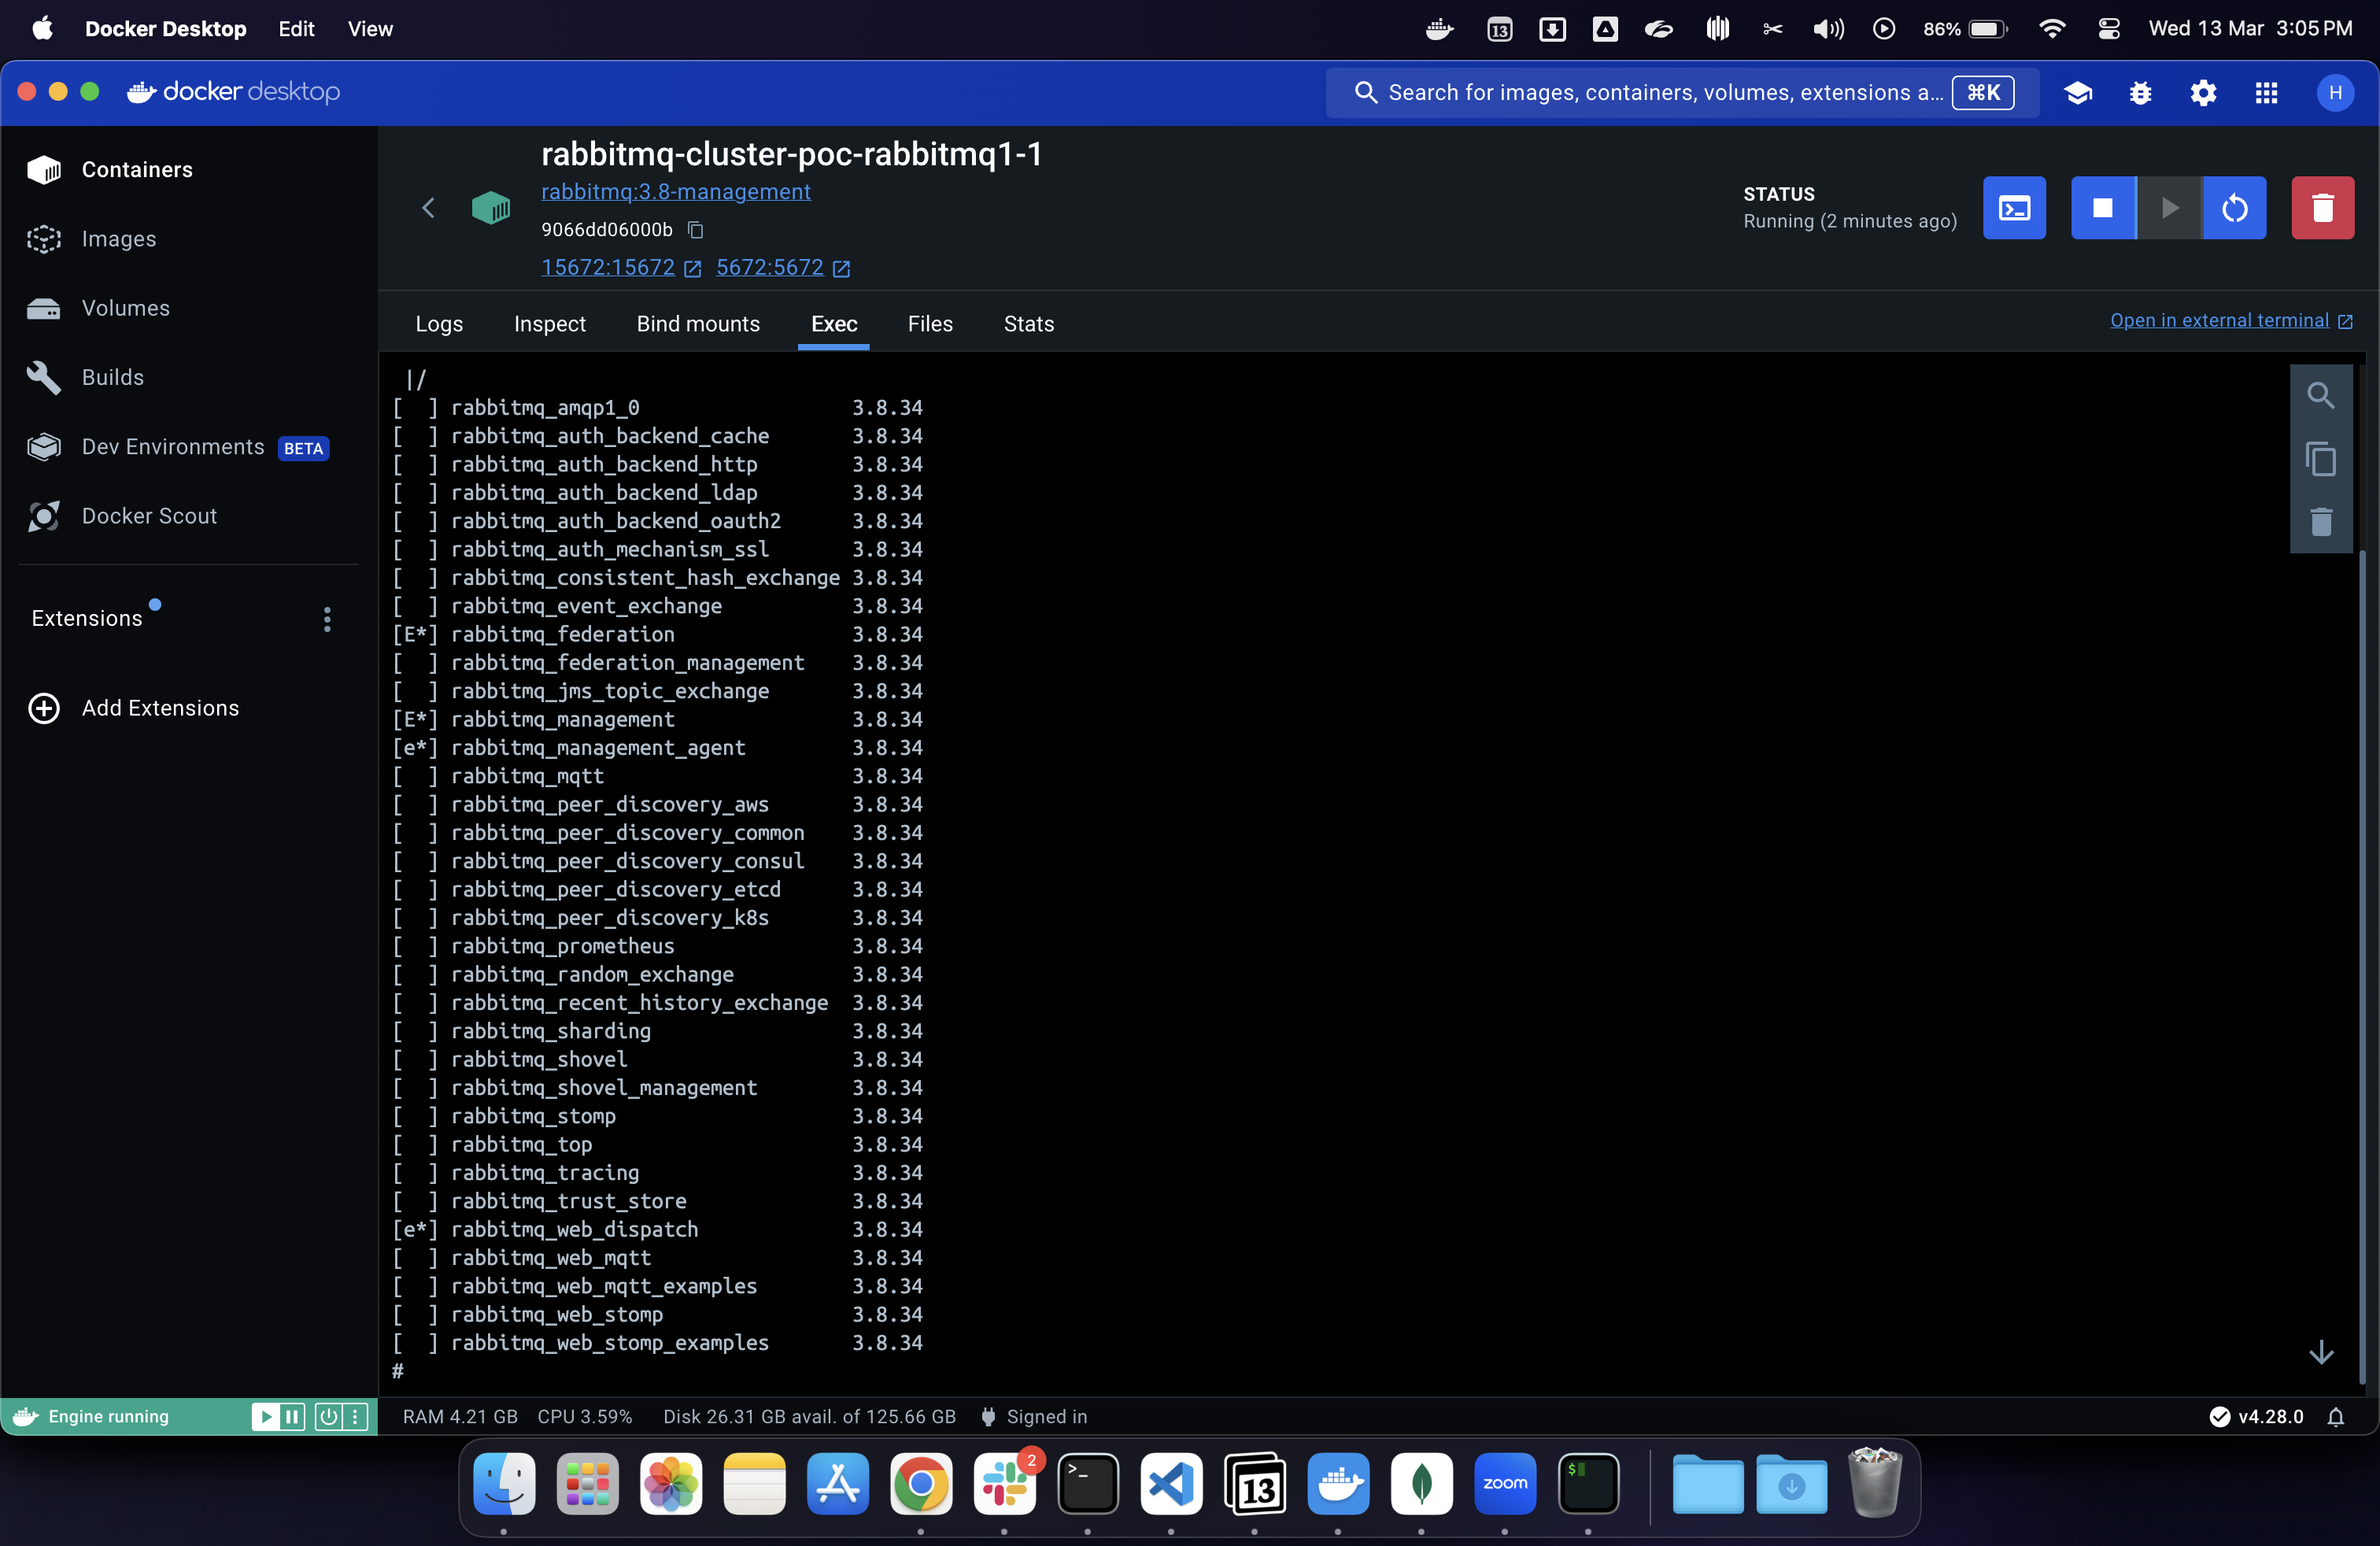 Docker Desktop Edit View 13 86% Wed 13 Mar 3:05 PM
docker desktop Search for images, containers, volumes, extensions a... ⌘K H
Containers
Images
Volumes
Builds
Dev Environments BETA
Docker Scout
Extensions
Add Extensions
rabbitmq-cluster-poc-rabbitmq1-1
rabbitmq:3.8-management
9066dd06000b
15672:15672 5672:5672
STATUS
Running (2 minutes ago)
Logs Inspect Bind mounts Exec Files Stats Open in external terminal
|/
[  ] rabbitmq_amqp1_0 3.8.34
[  ] rabbitmq_auth_backend_cache 3.8.34
[  ] rabbitmq_auth_backend_http 3.8.34
[  ] rabbitmq_auth_backend_ldap 3.8.34
[  ] rabbitmq_auth_backend_oauth2 3.8.34
[  ] rabbitmq_auth_mechanism_ssl 3.8.34
[  ] rabbitmq_consistent_hash_exchange 3.8.34
[  ] rabbitmq_event_exchange 3.8.34
[E*] rabbitmq_federation 3.8.34
[  ] rabbitmq_federation_management 3.8.34
[  ] rabbitmq_jms_topic_exchange 3.8.34
[E*] rabbitmq_management 3.8.34
[e*] rabbitmq_management_agent 3.8.34
[  ] rabbitmq_mqtt 3.8.34
[  ] rabbitmq_peer_discovery_aws 3.8.34
[  ] rabbitmq_peer_discovery_common 3.8.34
[  ] rabbitmq_peer_discovery_consul 3.8.34
[  ] rabbitmq_peer_discovery_etcd 3.8.34
[  ] rabbitmq_peer_discovery_k8s 3.8.34
[  ] rabbitmq_prometheus 3.8.34
[  ] rabbitmq_random_exchange 3.8.34
[  ] rabbitmq_recent_history_exchange 3.8.34
[  ] rabbitmq_sharding 3.8.34
[  ] rabbitmq_shovel 3.8.34
[  ] rabbitmq_shovel_management 3.8.34
[  ] rabbitmq_stomp 3.8.34
[  ] rabbitmq_top 3.8.34
[  ] rabbitmq_tracing 3.8.34
[  ] rabbitmq_trust_store 3.8.34
[e*] rabbitmq_web_dispatch 3.8.34
[  ] rabbitmq_web_mqtt 3.8.34
[  ] rabbitmq_web_mqtt_examples 3.8.34
[  ] rabbitmq_web_stomp 3.8.34
[  ] rabbitmq_web_stomp_examples 3.8.34
#
Engine running RAM 4.21 GB CPU 3.59% Disk 26.31 GB avail. of 125.66 GB Signed in v4.28.0
2 >_ 13 zoom $